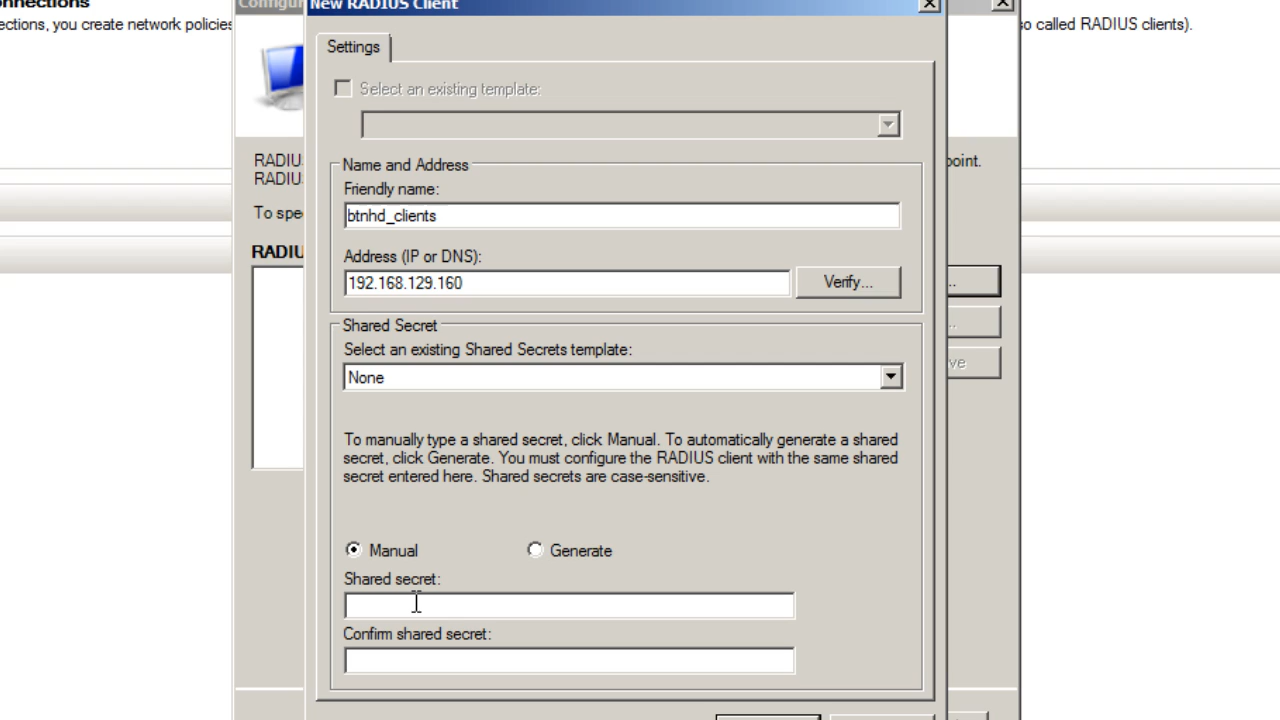 onnections
ections, you create network policies
so called RADIUS clients).
Configur
New RADIUS Client
Settings
Select an existing template:
RADIU
point.
RADIU
To spe
RADIU
Name and Address
Friendly name:
btnhd_clients
Address (IP or DNS):
192.168.129.160
Verify...
...
...
ve
Shared Secret
Select an existing Shared Secrets template:
None
To manually type a shared secret, click Manual. To automatically generate a shared
secret, click Generate. You must configure the RADIUS client with the same shared
secret entered here. Shared secrets are case-sensitive.
Manual
Generate
Shared secret:
Confirm shared secret: